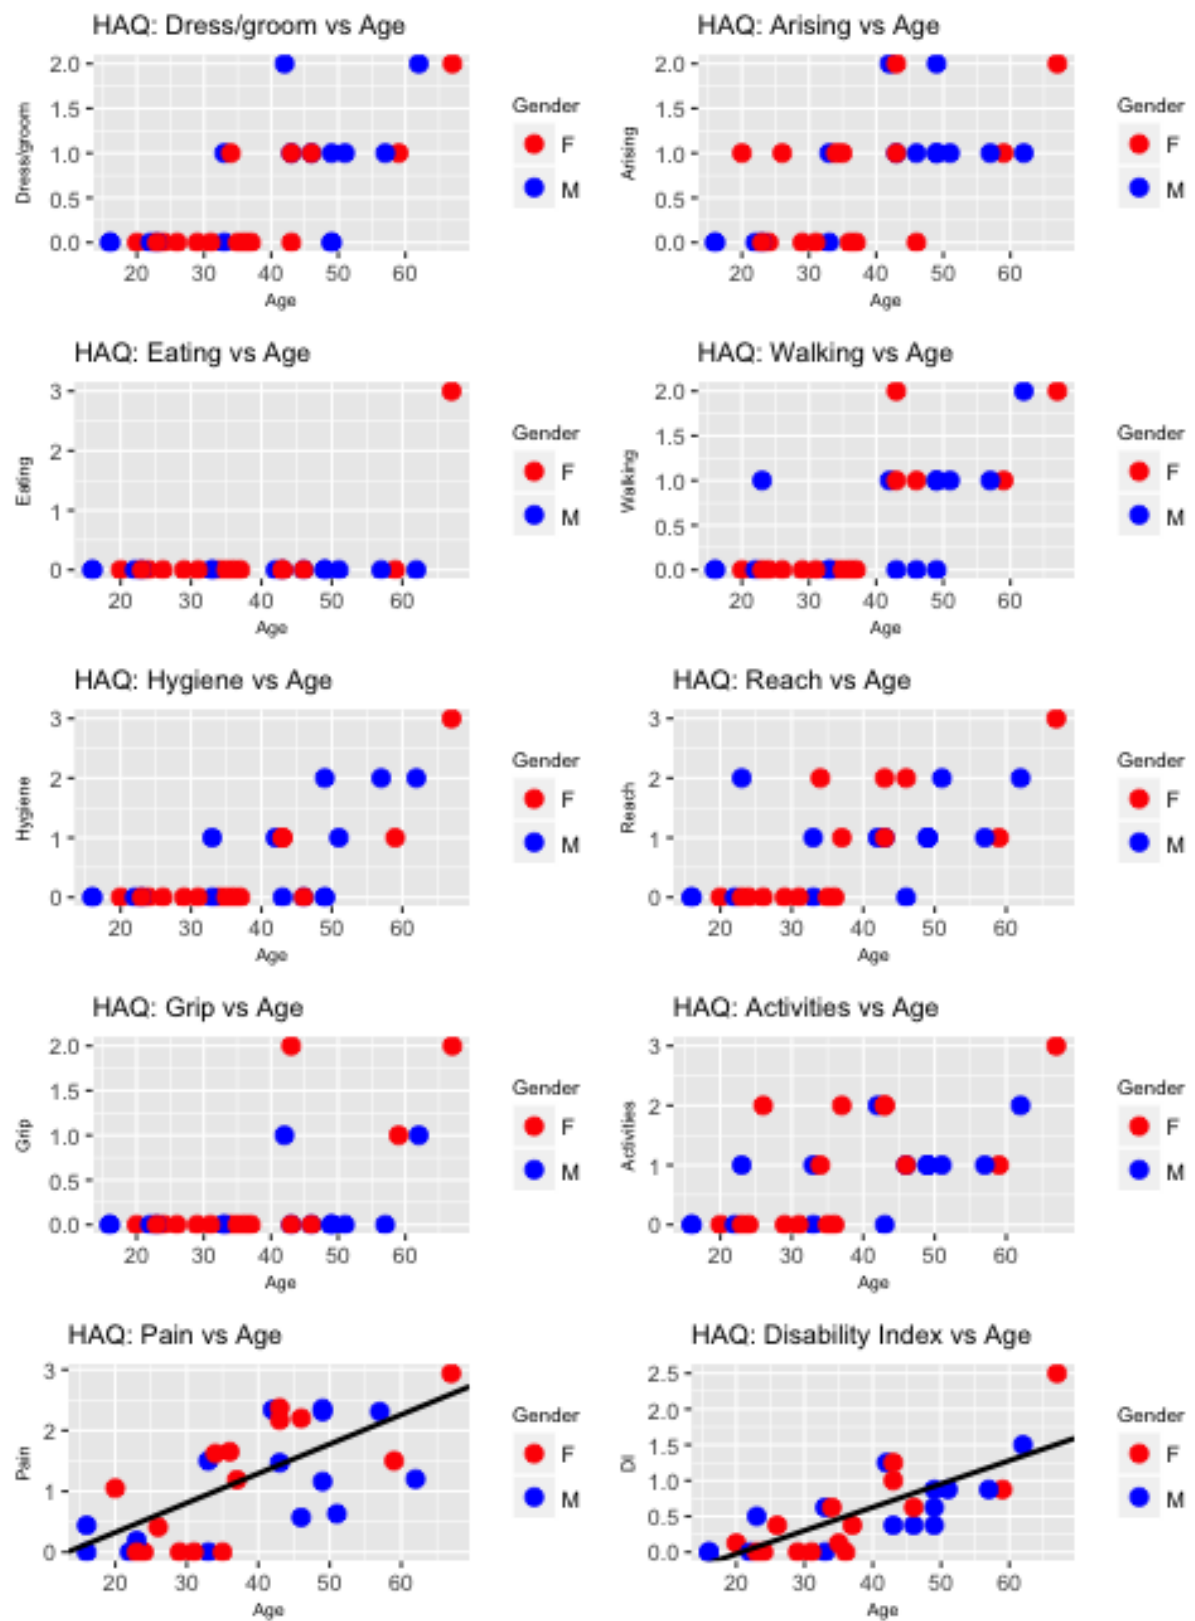 HAQ: Dress/groom vs Age
Dress/groom
2.0
1.5
1.0
0.5
0.0
20 30 40 50 60
Age
Gender
F
M
HAQ: Arising vs Age
Arising
2.0
1.5
1.0
0.5
0.0
20 30 40 50 60
Age
Gender
F
M
HAQ: Eating vs Age
Eating
3
2
1
0
20 30 40 50 60
Age
Gender
F
M
HAQ: Walking vs Age
Walking
2.0
1.5
1.0
0.5
0.0
20 30 40 50 60
Age
Gender
F
M
HAQ: Hygiene vs Age
Hygiene
3
2
1
0
20 30 40 50 60
Age
Gender
F
M
HAQ: Reach vs Age
Reach
3
2
1
0
20 30 40 50 60
Age
Gender
F
M
HAQ: Grip vs Age
Grip
2.0
1.5
1.0
0.5
0.0
20 30 40 50 60
Age
Gender
F
M
HAQ: Activities vs Age
Activities
3
2
1
0
20 30 40 50 60
Age
Gender
F
M
HAQ: Pain vs Age
Pain
3
2
1
0
20 30 40 50 60
Age
Gender
F
M
HAQ: Disability Index vs Age
DI
2.5
2.0
1.5
1.0
0.5
0.0
20 30 40 50 60
Age
Gender
F
M